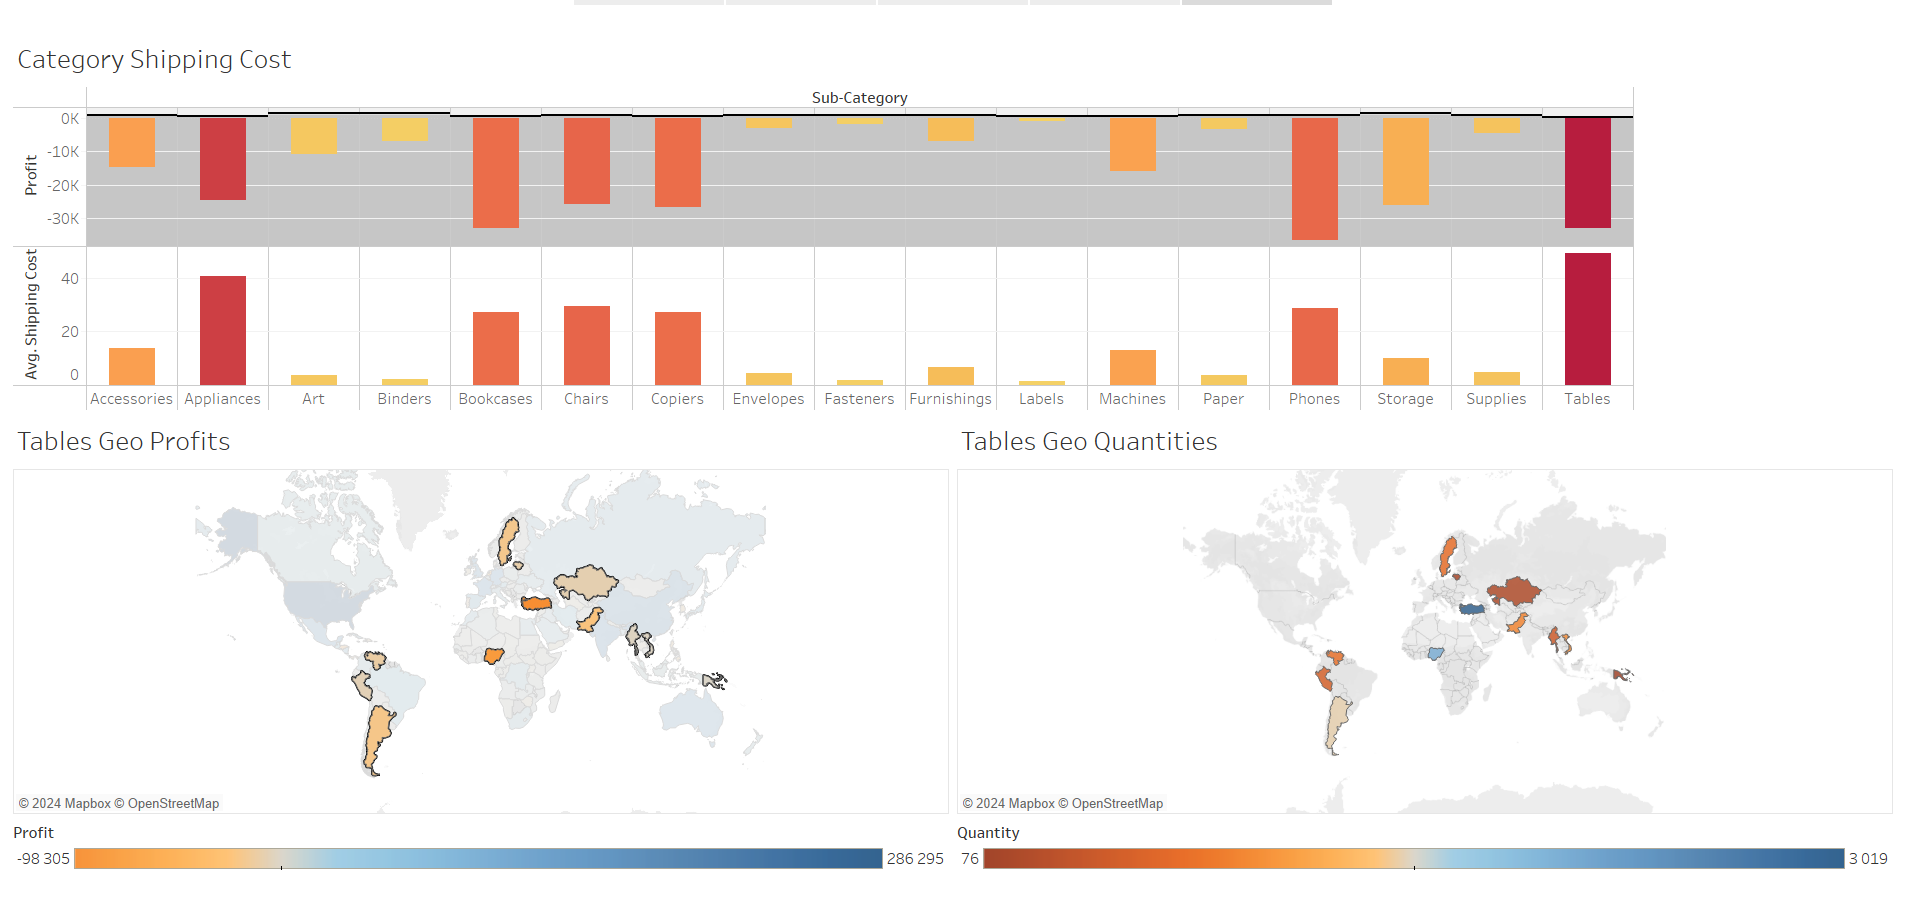 Category Shipping Cost
Sub-Category
Profit
0K
-10K
-20K
-30K
Avg. Shipping Cost
40
20
0
Accessories Appliances Art Binders Bookcases Chairs Copiers Envelopes Fasteners Furnishings Labels Machines Paper Phones Storage Supplies Tables
Tables Geo Profits
© 2024 Mapbox © OpenStreetMap
Profit
-98 305 286 295
Tables Geo Quantities
© 2024 Mapbox © OpenStreetMap
Quantity
76 3 019